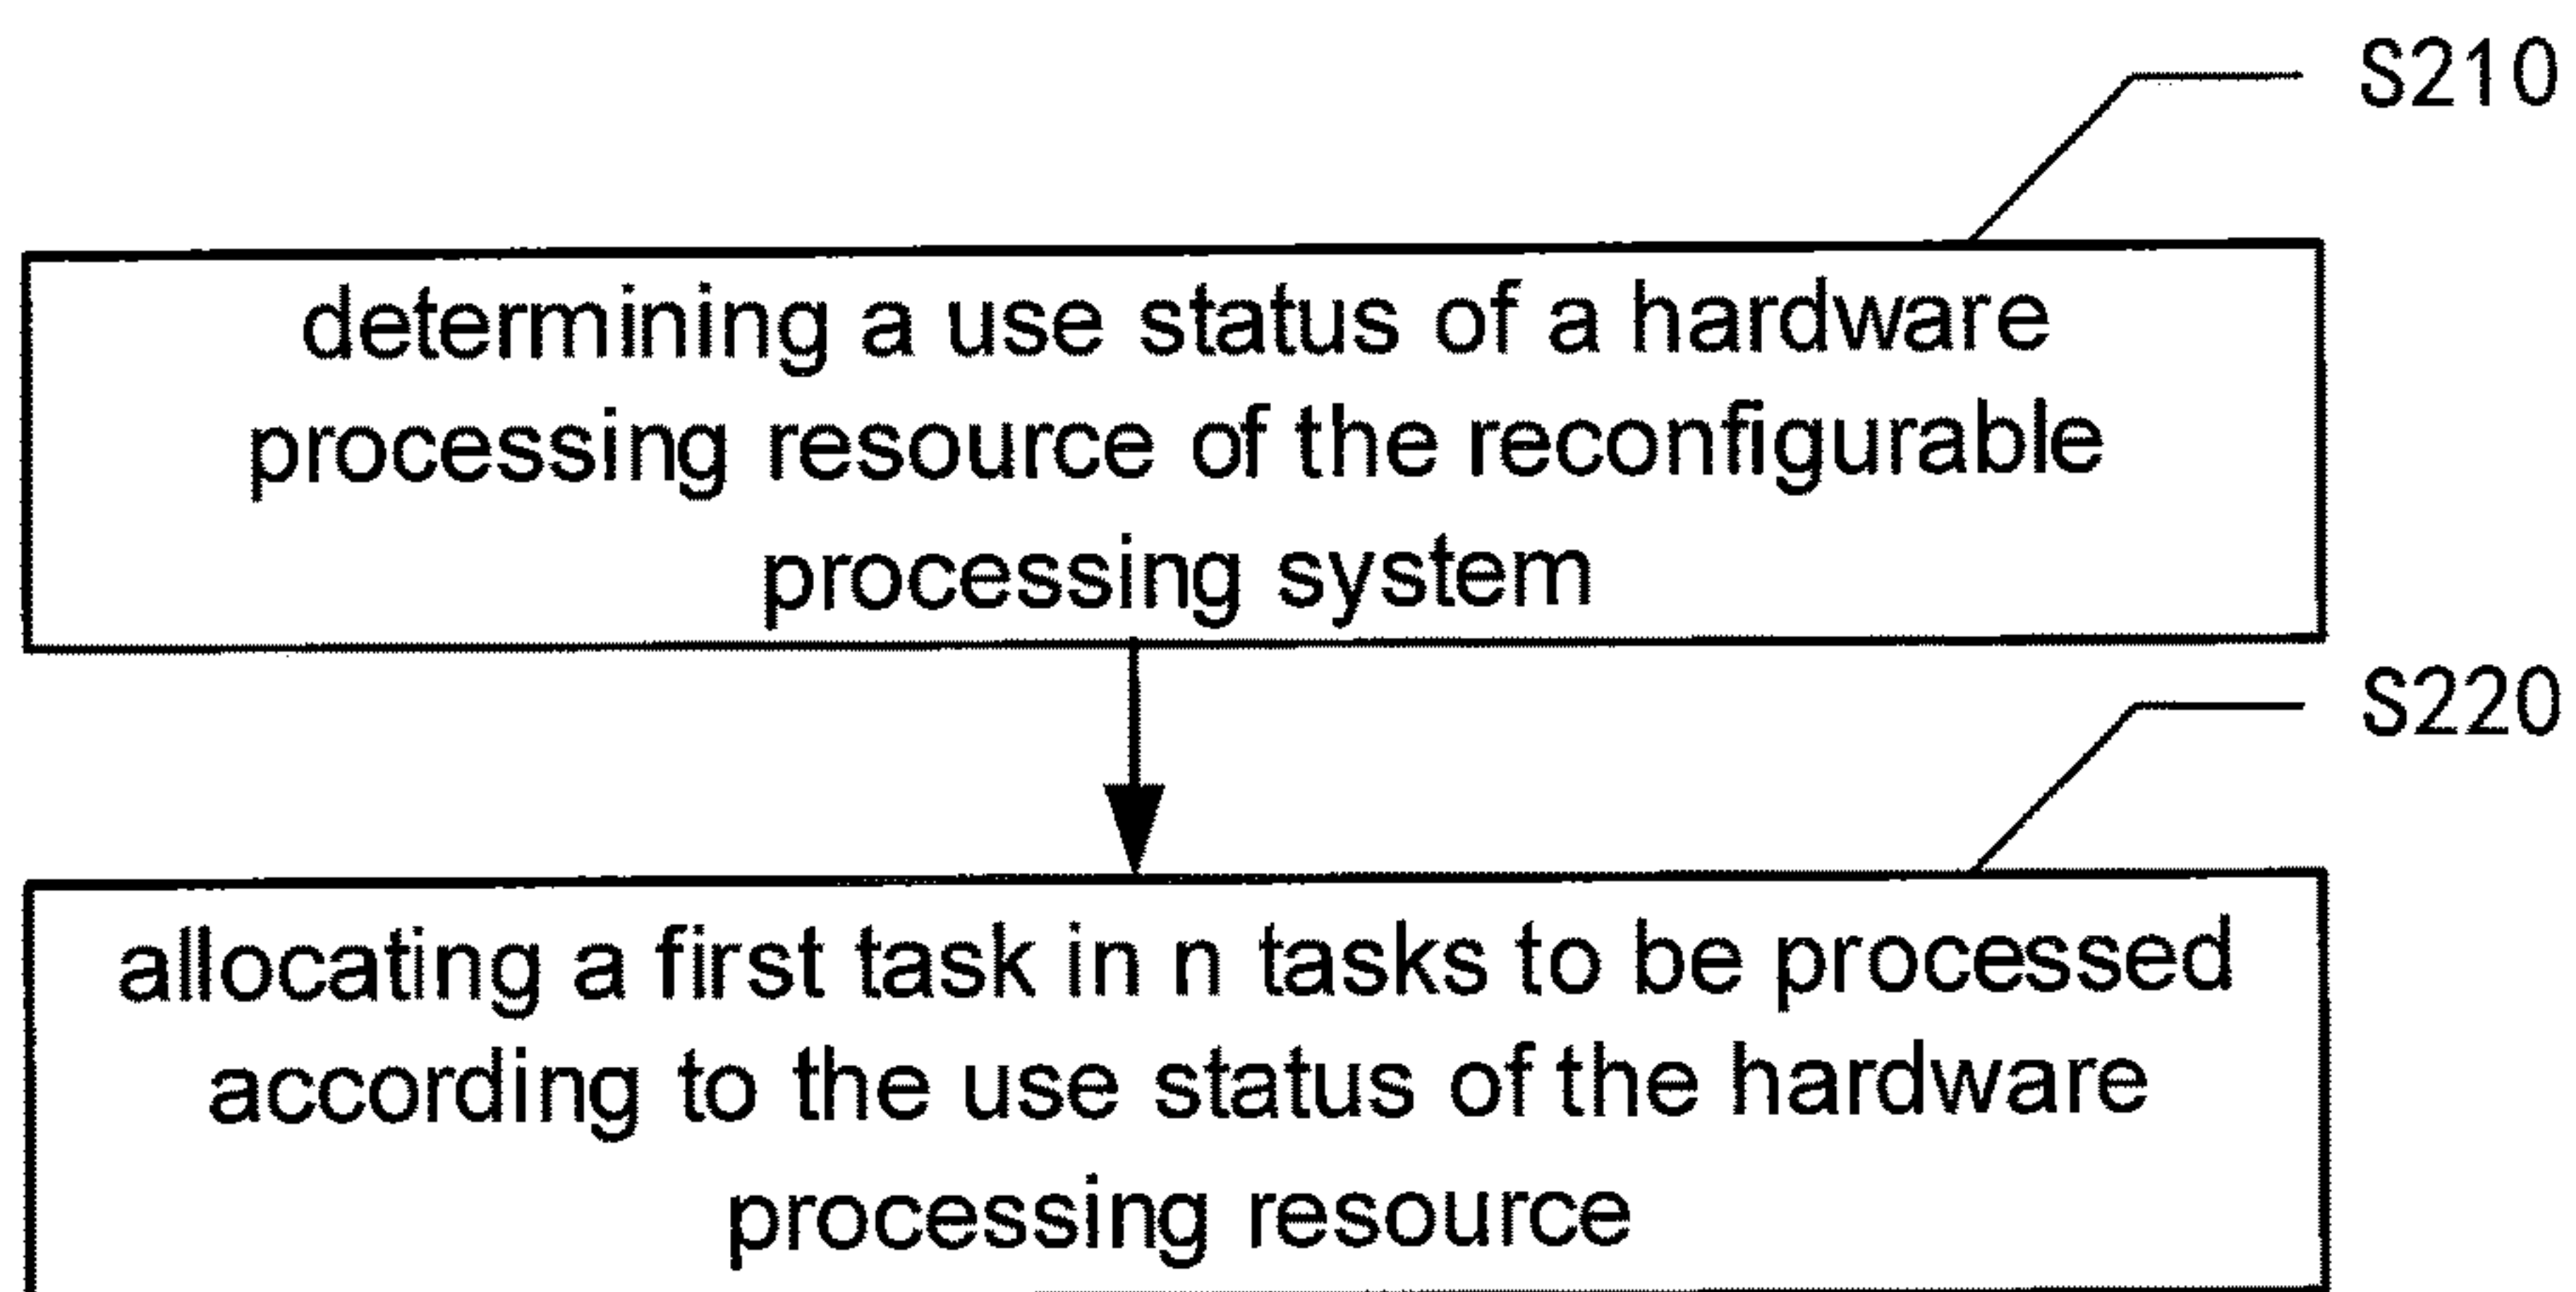 S210
determining a use status of a hardware
processing resource of the reconfigurable
processing system
S220
allocating a first task in n tasks to be processed
according to the use status of the hardware
processing resource